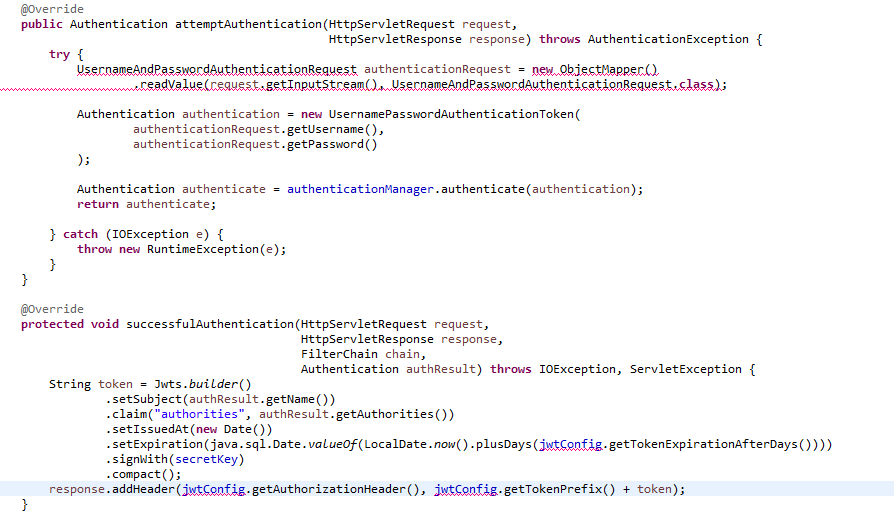 @Override
public Authentication attemptAuthentication(HttpServletRequest request,
                                            HttpServletResponse response) throws AuthenticationException {
    try {
        UsernameAndPasswordAuthenticationRequest authenticationRequest = new ObjectMapper()
                .readValue(request.getInputStream(), UsernameAndPasswordAuthenticationRequest.class);

        Authentication authentication = new UsernamePasswordAuthenticationToken(
                authenticationRequest.getUsername(),
                authenticationRequest.getPassword()
        );

        Authentication authenticate = authenticationManager.authenticate(authentication);
        return authenticate;

    } catch (IOException e) {
        throw new RuntimeException(e);
    }
}

@Override
protected void successfulAuthentication(HttpServletRequest request,
                                        HttpServletResponse response,
                                        FilterChain chain,
                                        Authentication authResult) throws IOException, ServletException {
    String token = Jwts.builder()
            .setSubject(authResult.getName())
            .claim("authorities", authResult.getAuthorities())
            .setIssuedAt(new Date())
            .setExpiration(java.sql.Date.valueOf(LocalDate.now().plusDays(jwtConfig.getTokenExpirationAfterDays())))
            .signWith(secretKey)
            .compact();
    response.addHeader(jwtConfig.getAuthorizationHeader(), jwtConfig.getTokenPrefix() + token);
}